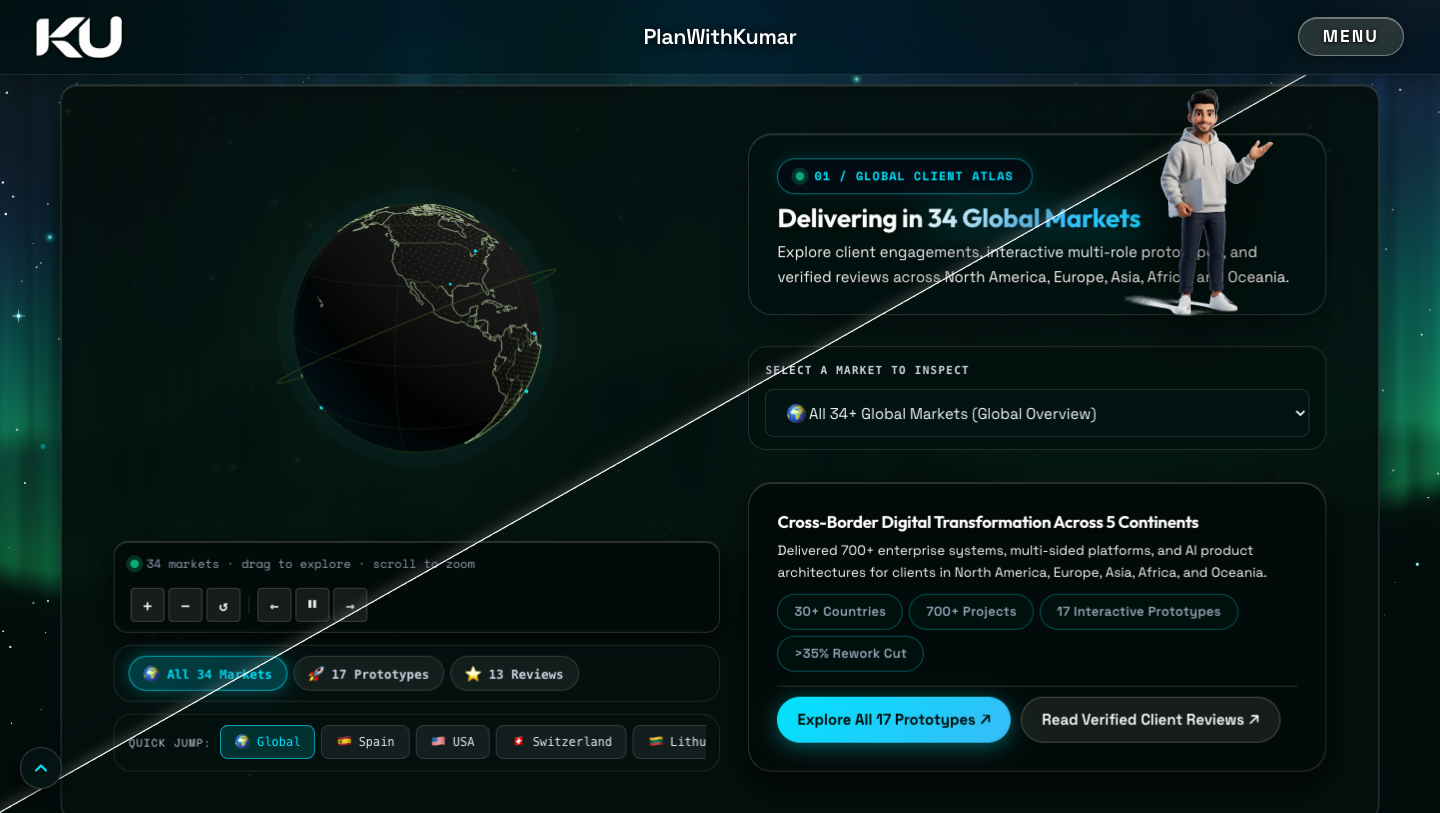 KU
PlanWithKumar
MENU
01 / GLOBAL CLIENT ATLAS
Delivering in 34 Global Markets
Explore client engagements, interactive multi-role and
verified reviews across North America, Europe, Asia, Oceania.
SELECT A MARKET TO INSPECT
All 34+ Global Markets (Global Overview)
34 markets · drag to explore · scroll to zoom
+ − ↺ ← ⏸ →
All 34 Markets
17 Prototypes
13 Reviews
QUICK JUMP:
Global
Spain
USA
Switzerland
Lithu
Cross-Border Digital Transformation Across 5 Continents
Delivered 700+ enterprise systems, multi-sided platforms, and AI product
architectures for clients in North America, Europe, Asia, Africa, and Oceania.
30+ Countries
700+ Projects
17 Interactive Prototypes
>35% Rework Cut
Explore All 17 Prototypes ↗
Read Verified Client Reviews ↗